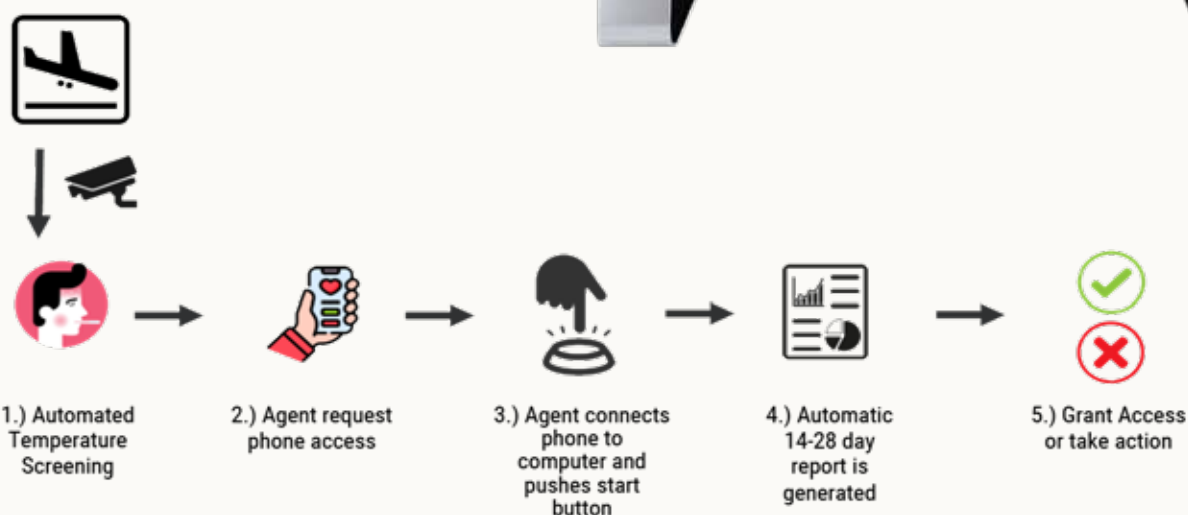 1.) Automated
Temperature
Screening
2.) Agent request
phone access
3.) Agent connects
phone to
computer and
pushes start
button
4.) Automatic
14-28 day
report is
generated
5.) Grant Access
or take action